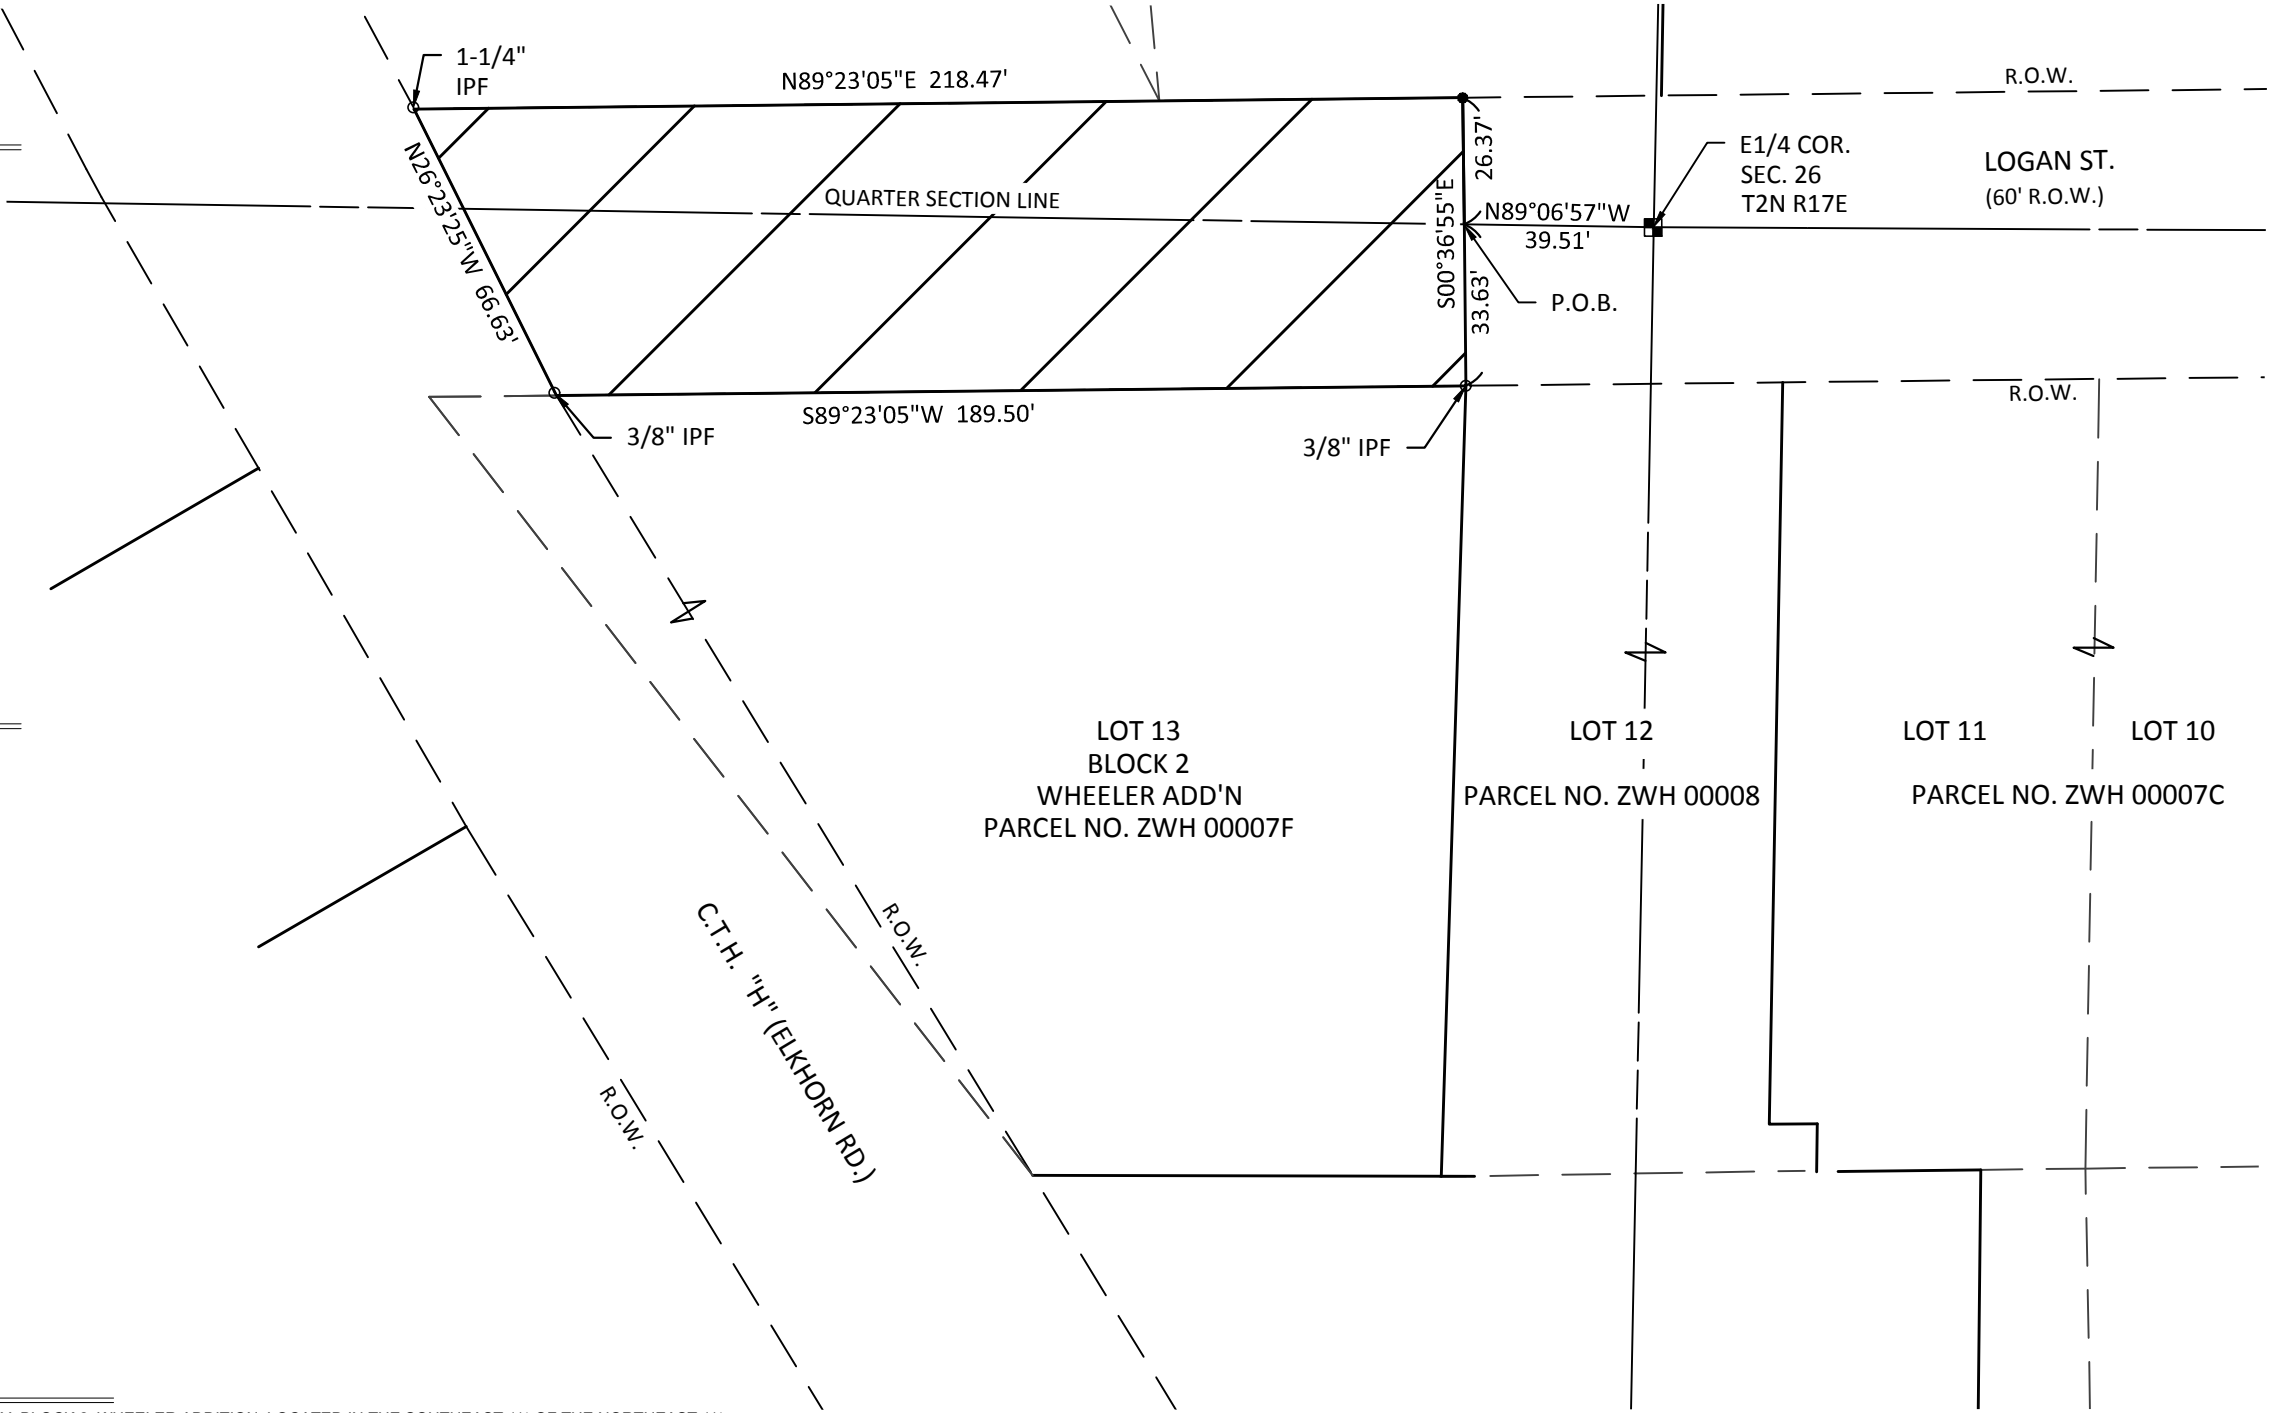 1-1/4"
IPF
N89°23'05"E 218.47'
R.O.W.
26.37'
E1/4 COR.
SEC. 26
T2N R17E
LOGAN ST.
(60' R.O.W.)
N26°23'25"W 66.63'
QUARTER SECTION LINE
S00°36'55"E
N89°06'57"W
39.51'
33.63'
P.O.B.
R.O.W.
S89°23'05"W 189.50'
3/8" IPF
3/8" IPF
LOT 13
BLOCK 2
WHEELER ADD'N
PARCEL NO. ZWH 00007F
LOT 12
PARCEL NO. ZWH 00008
LOT 11
LOT 10
PARCEL NO. ZWH 00007C
R.O.W.
C.T.H. "H" (ELKHORN RD.)
R.O.W.